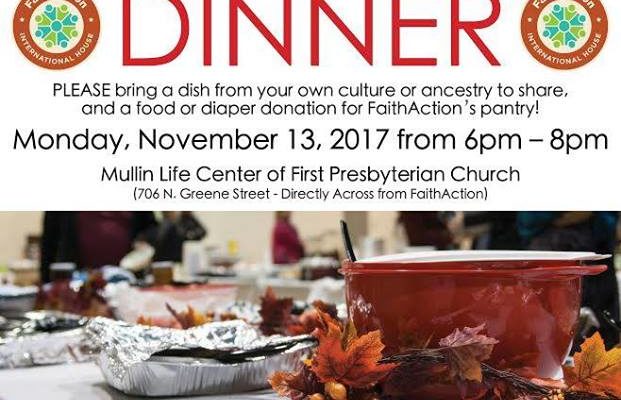 DINNER
INTERNATIONAL HOUSE
INTERNATIONAL HOUSE
PLEASE bring a dish from your own culture or ancestry to share,
and a food or diaper donation for FaithAction's pantry!
Monday, November 13, 2017 from 6pm – 8pm
Mullin Life Center of First Presbyterian Church
(706 N. Greene Street - Directly Across from FaithAction)